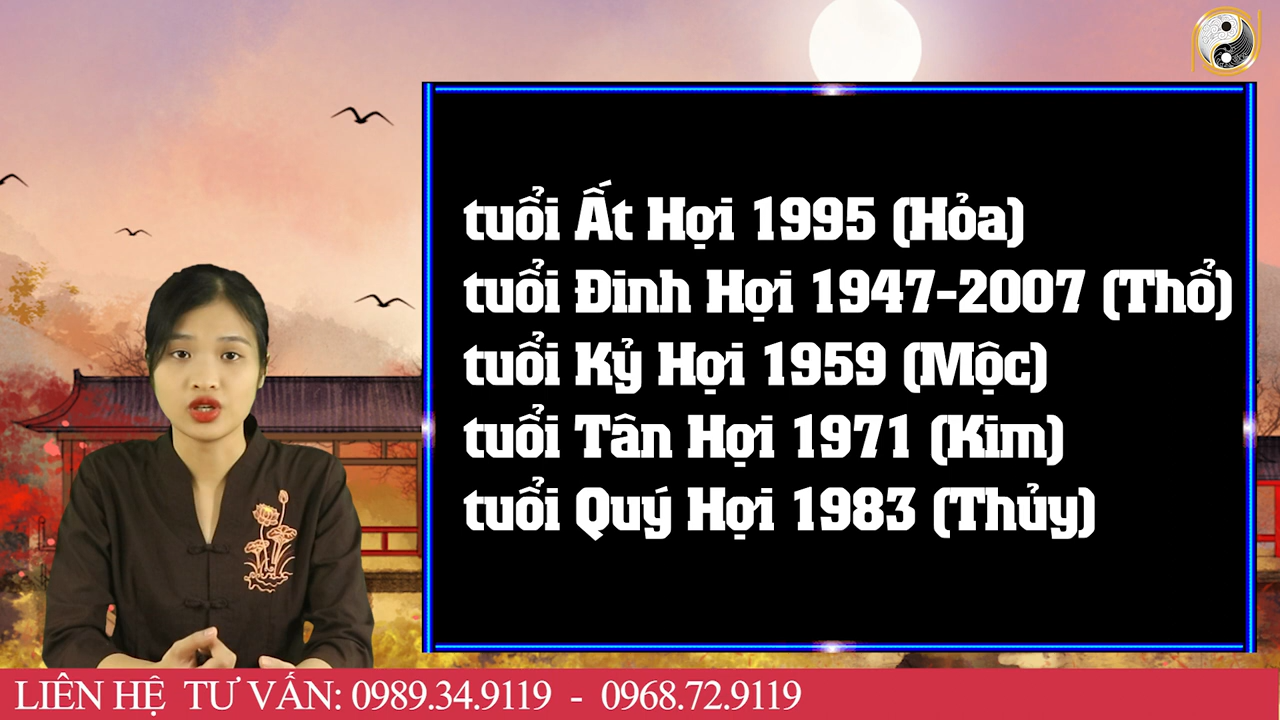 tuổi Ất Hợi 1995 (Hỏa)
tuổi Đinh Hợi 1947-2007 (Thổ)
tuổi Kỷ Hợi 1959 (Mộc)
tuổi Tân Hợi 1971 (Kim)
tuổi Quý Hợi 1983 (Thủy)
LIÊN HỆ TƯ VẤN: 0989.34.9119 - 0968.72.9119